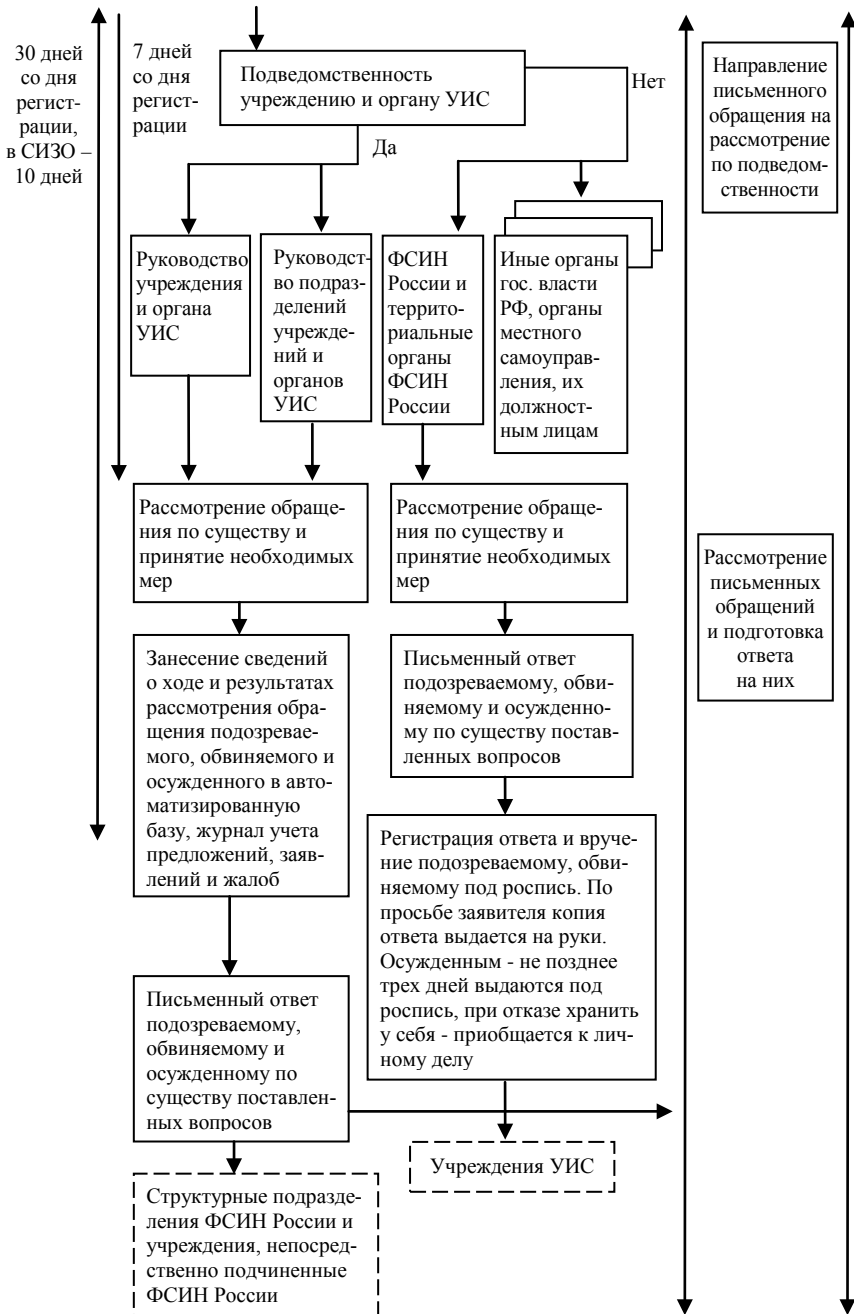 30 дней
со дня
регист-
рации,
в СИЗО –
10 дней
7 дней
со дня
регист-
рации
Подведомственность
учреждению и органу УИС
Нет
Да
Направление
письменного
обращения на
рассмотрение
по подведом-
ственности
Руководство
учреждения
и органа
УИС
Руководст-
во подраз-
делений
учрежде-
ний и
органов
УИС
ФСИН
России и
террито-
риальные
органы
ФСИН
России
Иные органы
гос. власти
РФ, органы
местного
самоуправ-
ления, их
должност-
ным лицам
Рассмотрение обраще-
ния по существу и
принятие необходимых
мер
Рассмотрение обраще-
ния по существу и
принятие необходимых
мер
Рассмотрение
письменных
обращений
и подготовка
ответа
на них
Занесение сведений
о ходе и результатах
рассмотрения обра-
щения подозревае-
мого, обвиняемого и
осужденного в авто-
матизированную
базу, журнал учета
предложений, заяв-
лений и жалоб
Письменный ответ
подозреваемому, обви-
няемому и осужденно-
му по существу постав-
ленных вопросов
Регистрация ответа и вруче-
ние подозреваемому, обви-
няемому под роспись. По
просьбе заявителя копия
ответа выдается на руки.
Осужденным - не позднее
трех дней выдаются под
роспись, при отказе хранить
у себя - приобщается к лич-
ному делу
Письменный ответ
подозреваемому,
обвиняемому и
осужденному по
существу поставлен-
ных вопросов
Учреждения УИС
Структурные подразде-
ления ФСИН России и
учреждения, непосред-
ственно подчиненные
ФСИН России